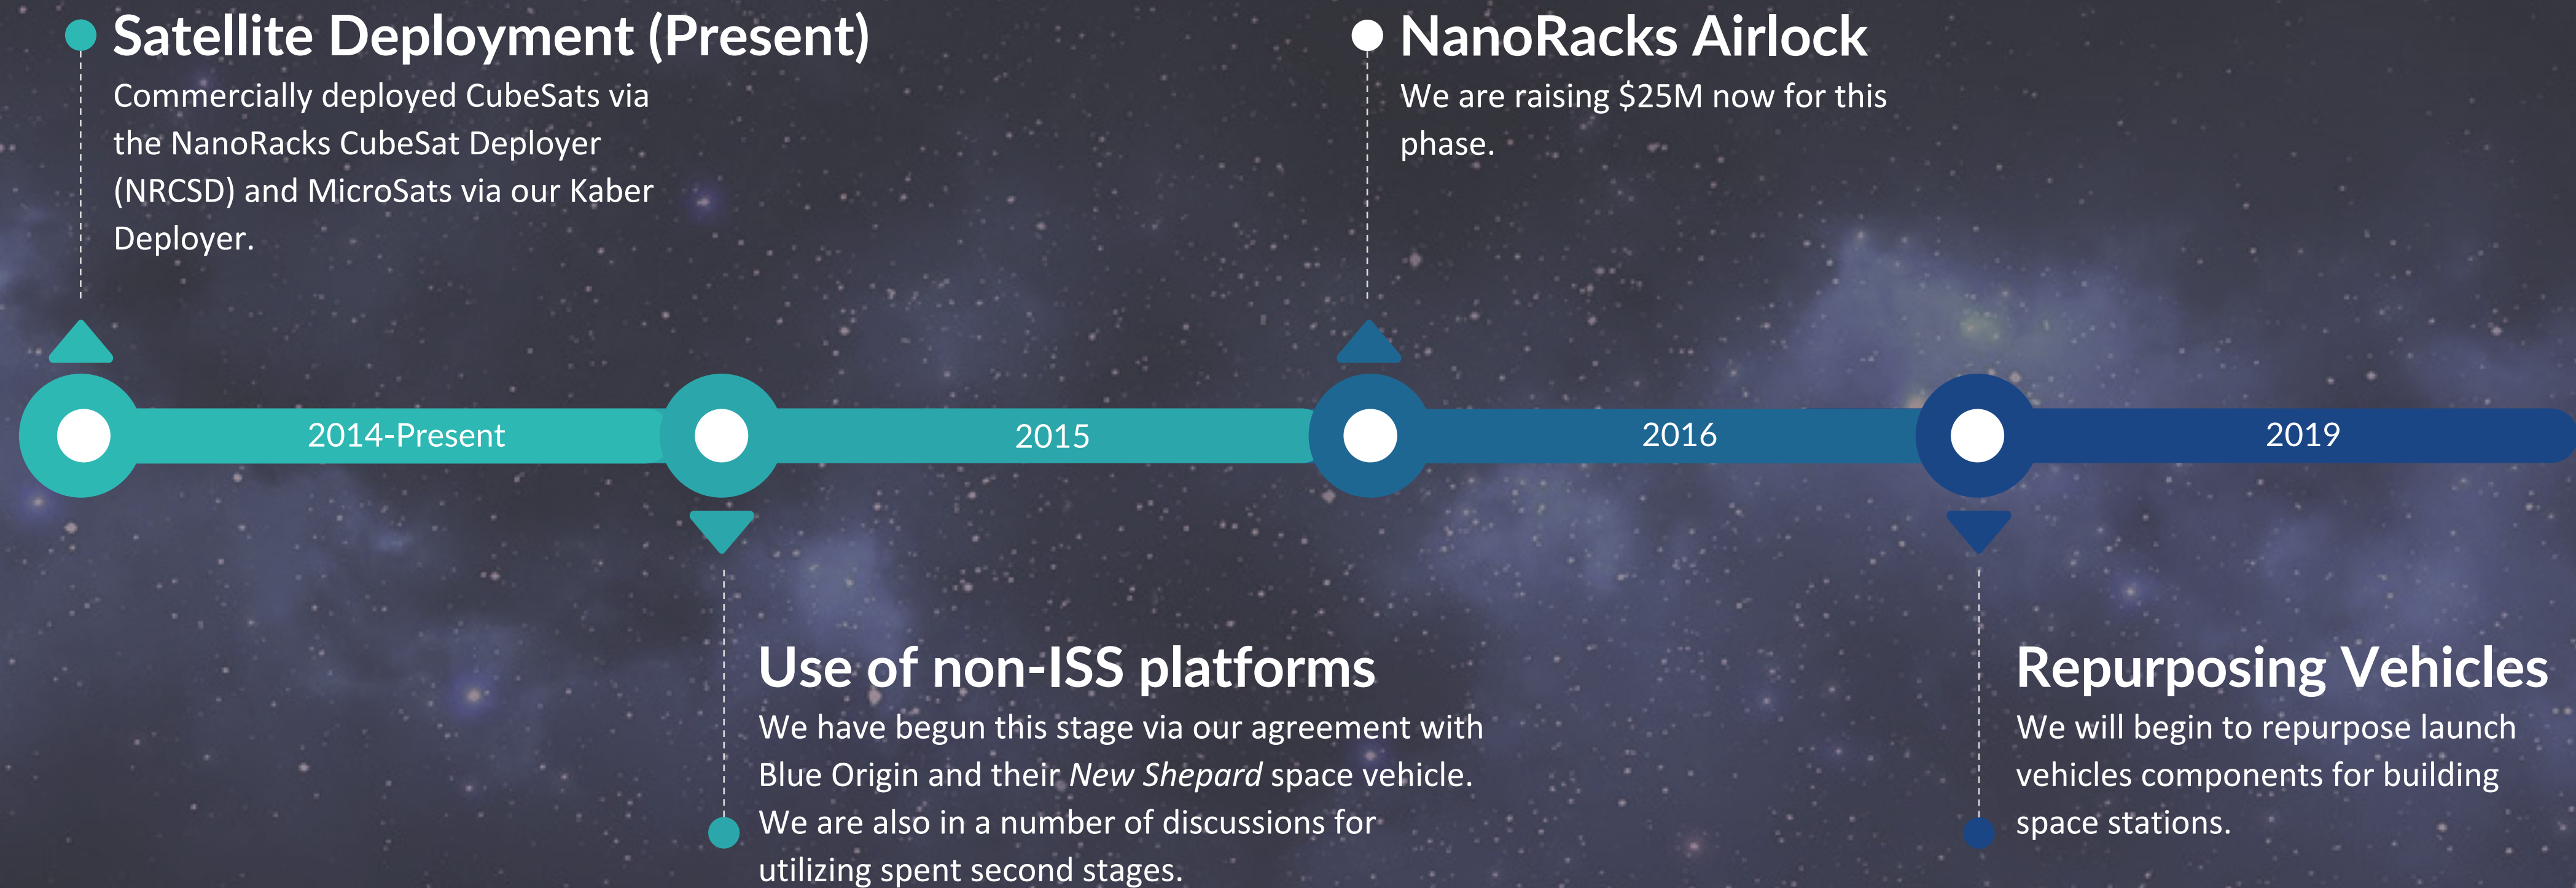 Satellite Deployment (Present)
Commercially deployed CubeSats via
the NanoRacks CubeSat Deployer
(NRCSD) and MicroSats via our Kaber
Deployer.
NanoRacks Airlock
We are raising $25M now for this
phase.
2014-Present
2015
2016
2019
Use of non-ISS platforms
We have begun this stage via our agreement with
Blue Origin and their New Shepard space vehicle.
We are also in a number of discussions for
utilizing spent second stages.
Repurposing Vehicles
We will begin to repurpose launch
vehicles components for building
space stations.